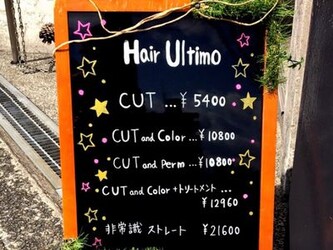 Hair Ultimo
CUT ... ¥ 5400
CUT and Color ... ¥ 10800
CUT and Perm ... ¥ 10800
CUT and Color + トリートメント ...
¥ 12960
非常識 ストレート ... ¥ 21600